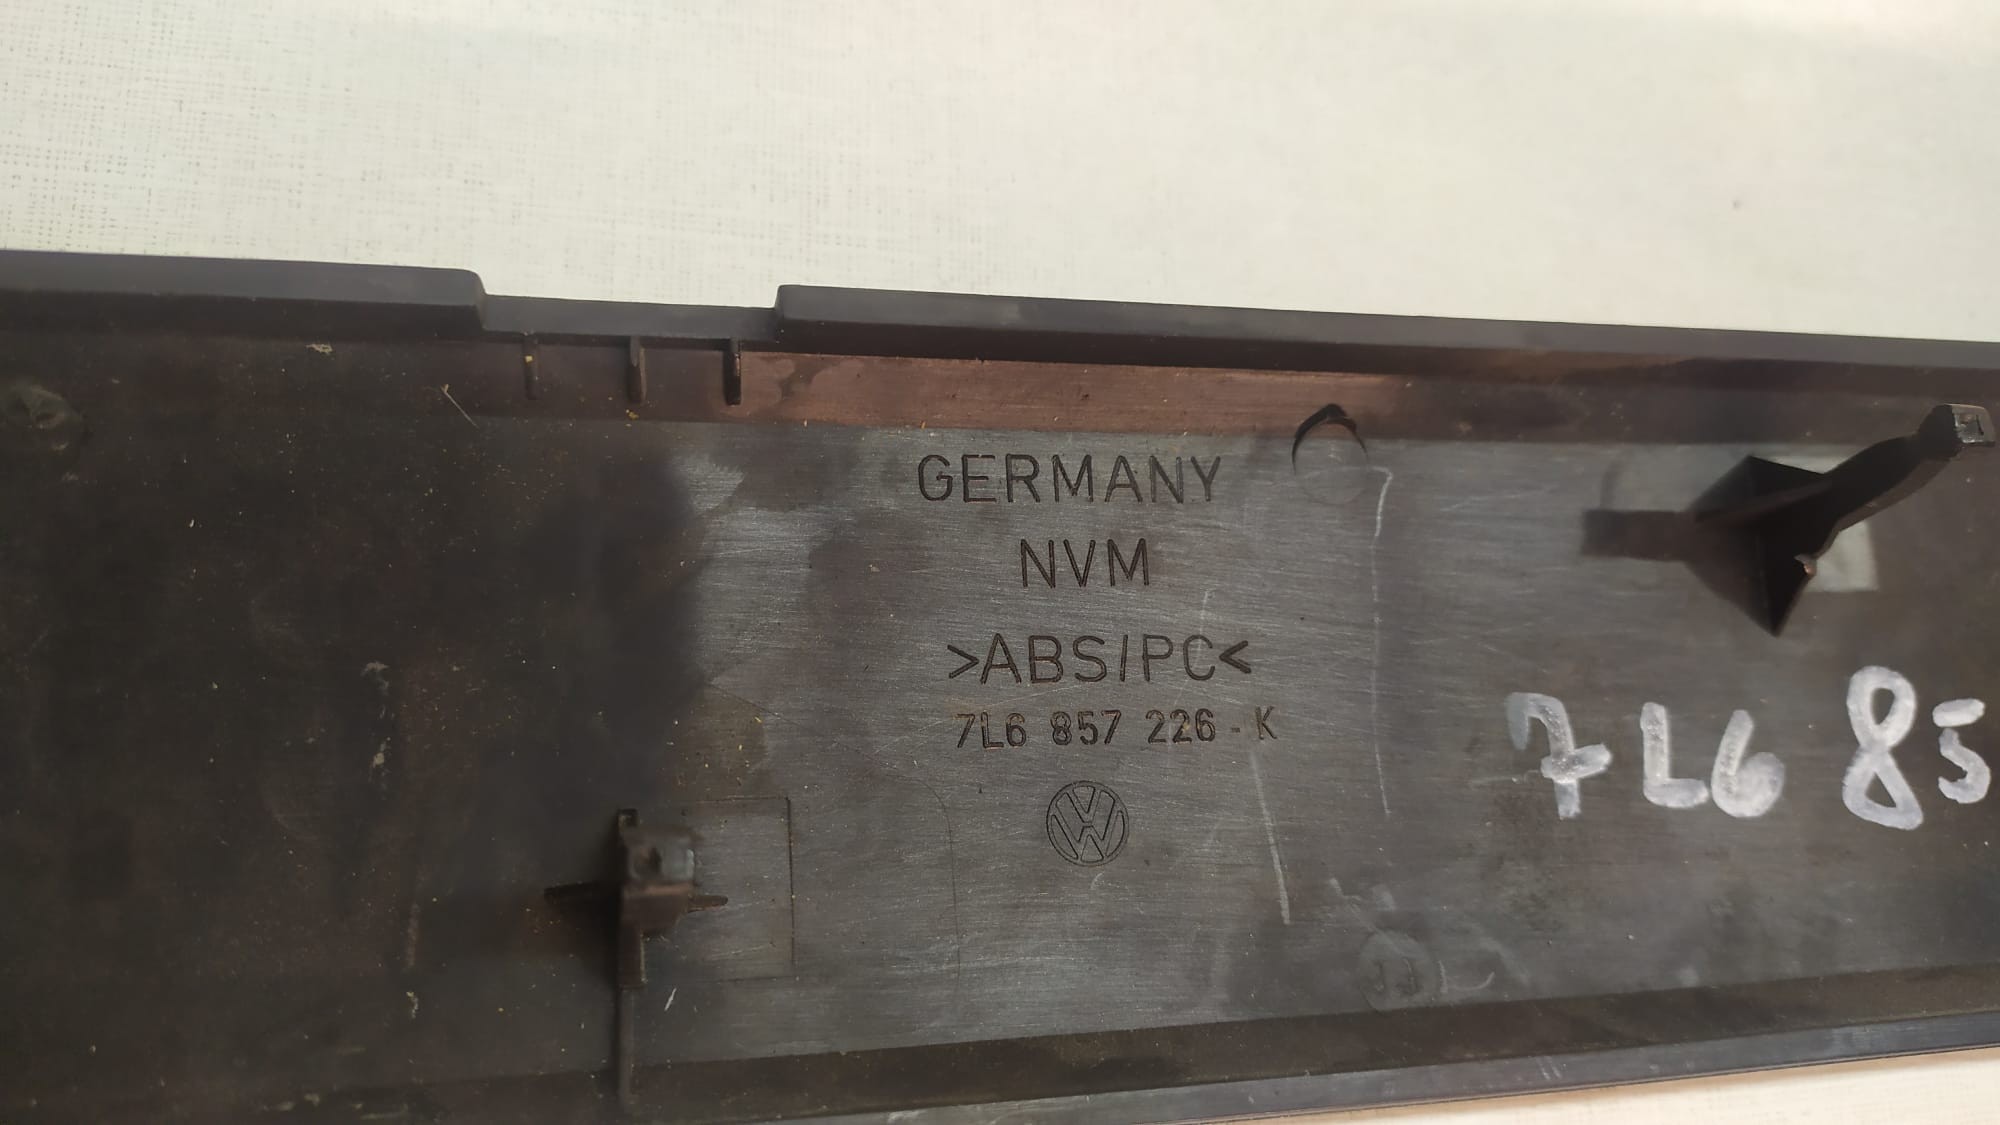 GERMANY
NVM
>ABS/PC<
7L6 857 226 - K
7L6 85